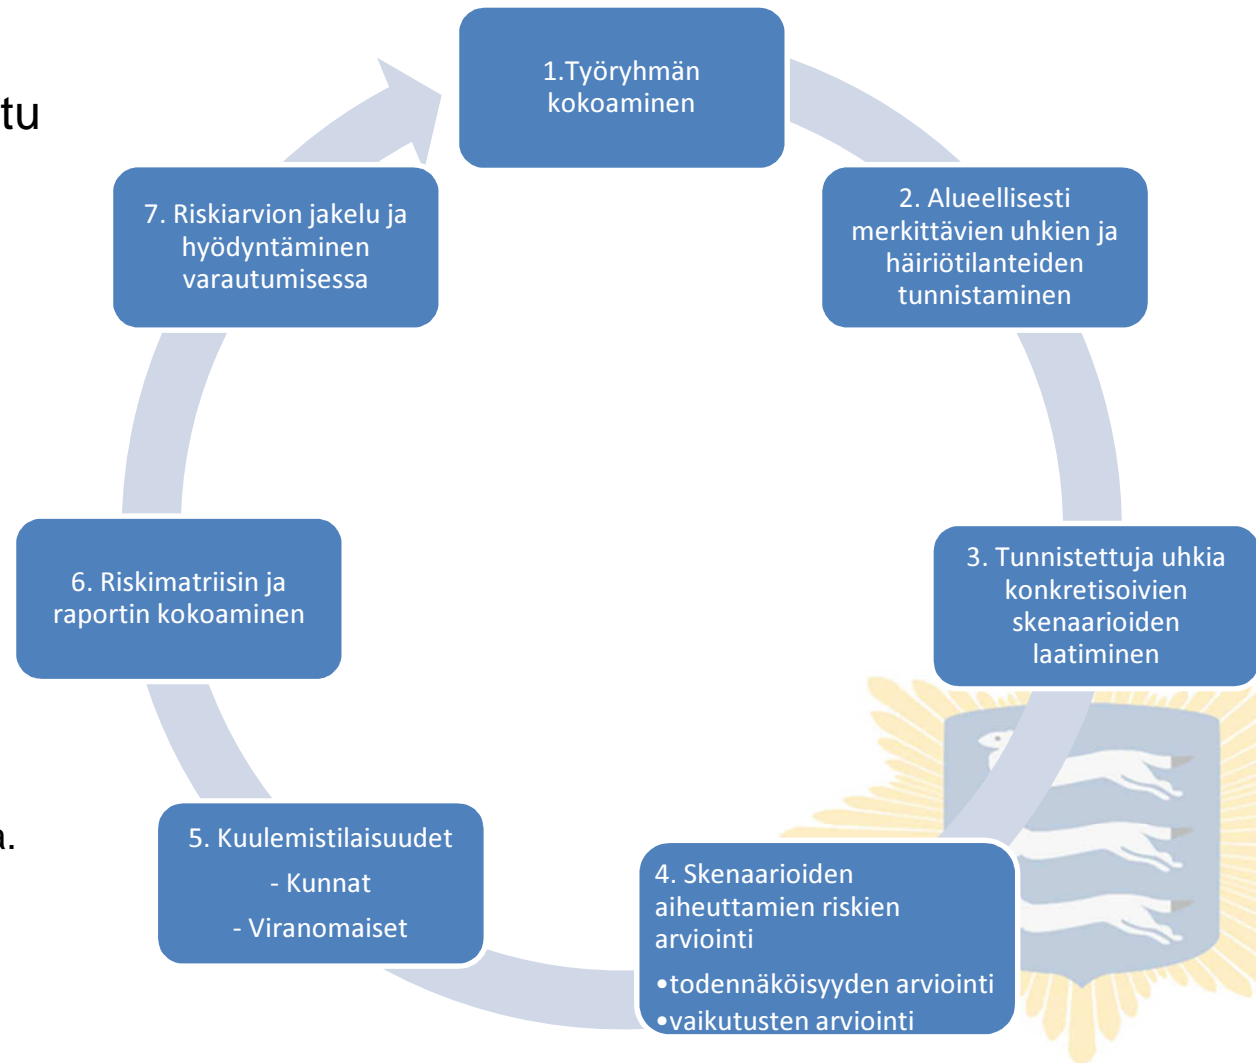 tu
1.Työryhmän
kokoaminen
2. Alueellisesti
merkittävien uhkien ja
häiriötilanteiden
tunnistaminen
3. Tunnistettuja uhkia
konkretisoivien
skenaarioiden
laatiminen
4. Skenaarioiden
aiheuttamien riskien
arviointi
•todennäköisyyden arviointi
•vaikutusten arviointi
5. Kuulemistilaisuudet
- Kunnat
- Viranomaiset
6. Riskimatriisin ja
raportin kokoaminen
7. Riskiarvion jakelu ja
hyödyntäminen
varautumisessa